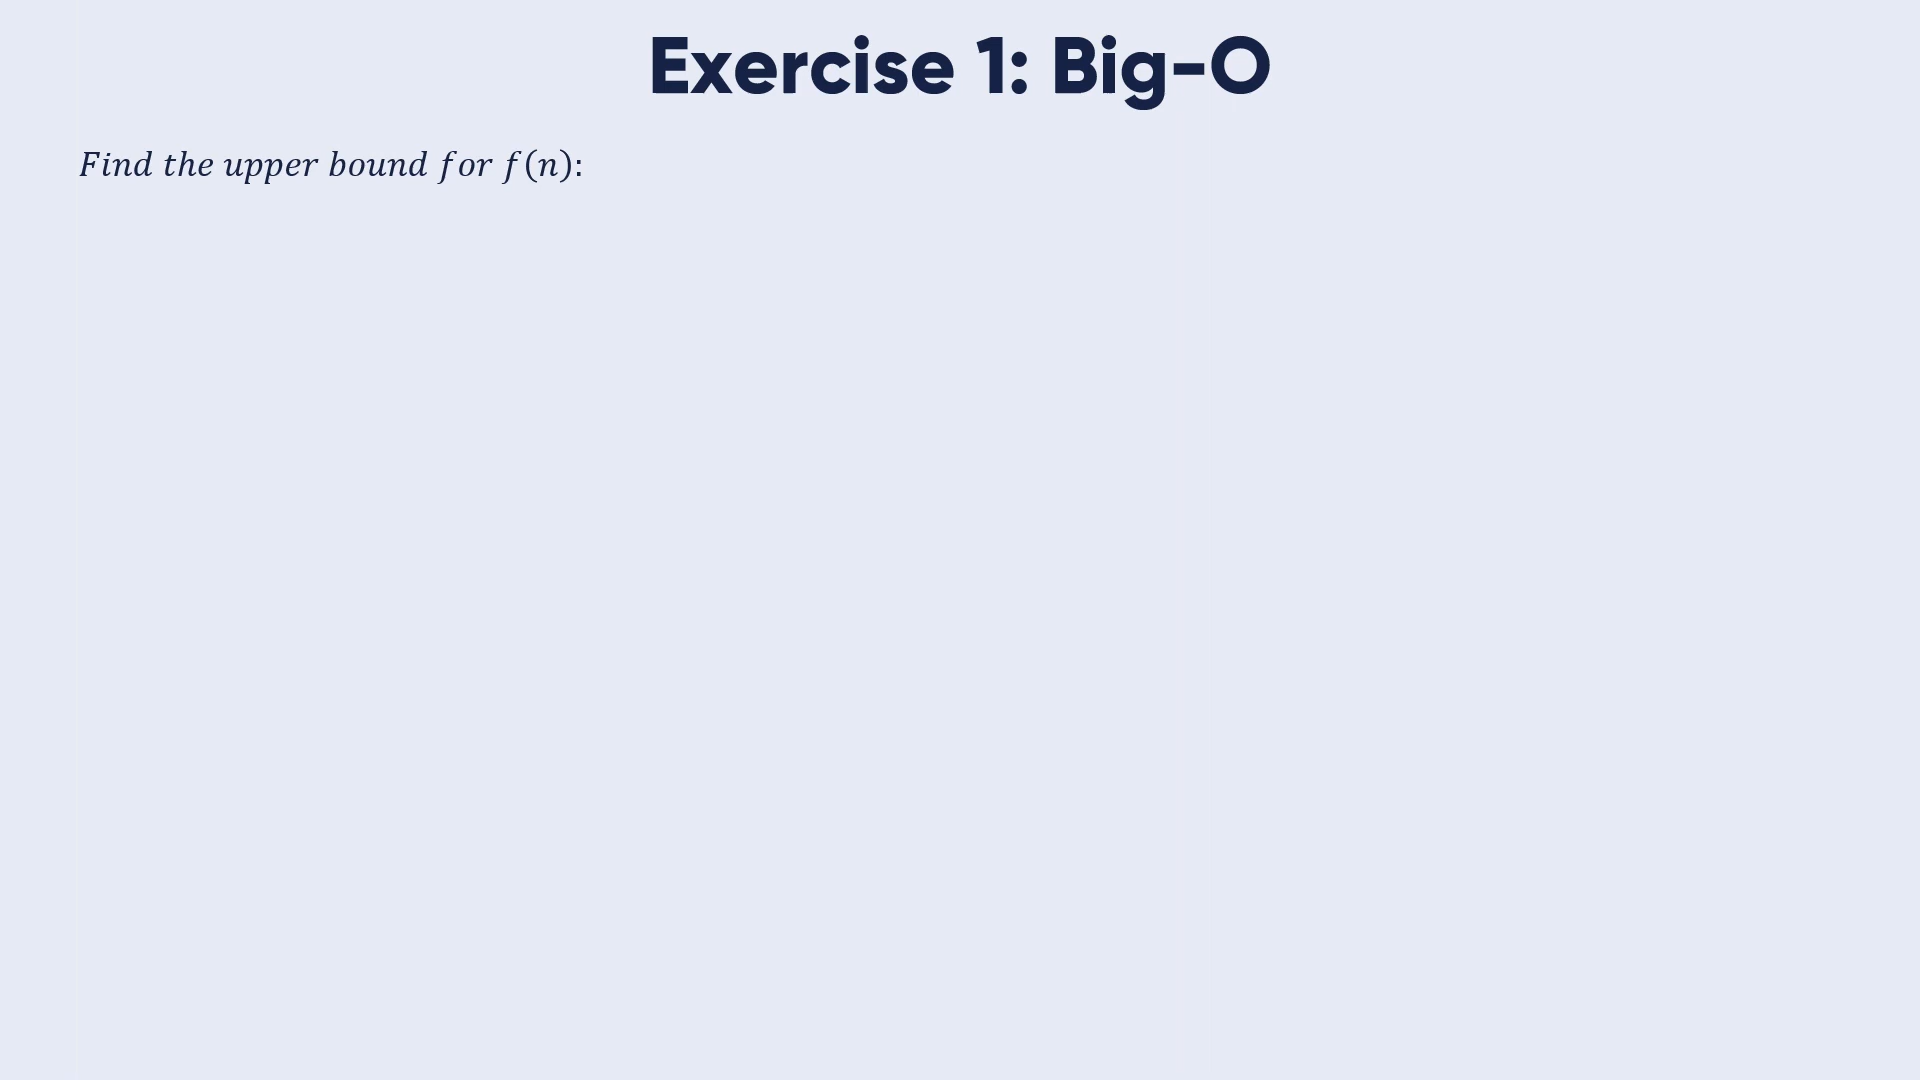 Exercise 1: Big-O
Find the upper bound for f(n):